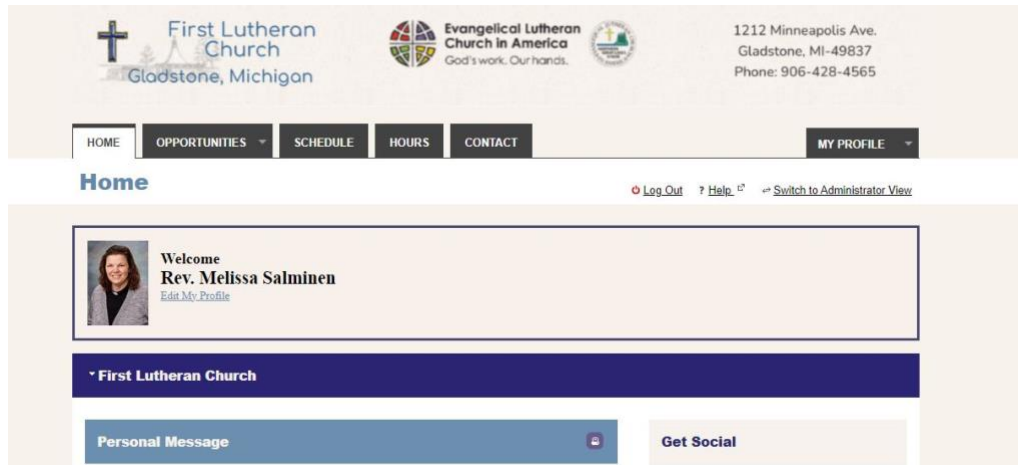 First Lutheran
Church
Gladstone, Michigan
Evangelical Lutheran
Church in America
God's work. Our hands.
1212 Minneapolis Ave.
Gladstone, MI-49837
Phone: 906-428-4565
HOME
OPPORTUNITIES
SCHEDULE
HOURS
CONTACT
MY PROFILE
Home
Log Out
? Help
Switch to Administrator View
Welcome
Rev. Melissa Salminen
Edit My Profile
First Lutheran Church
Personal Message
Get Social